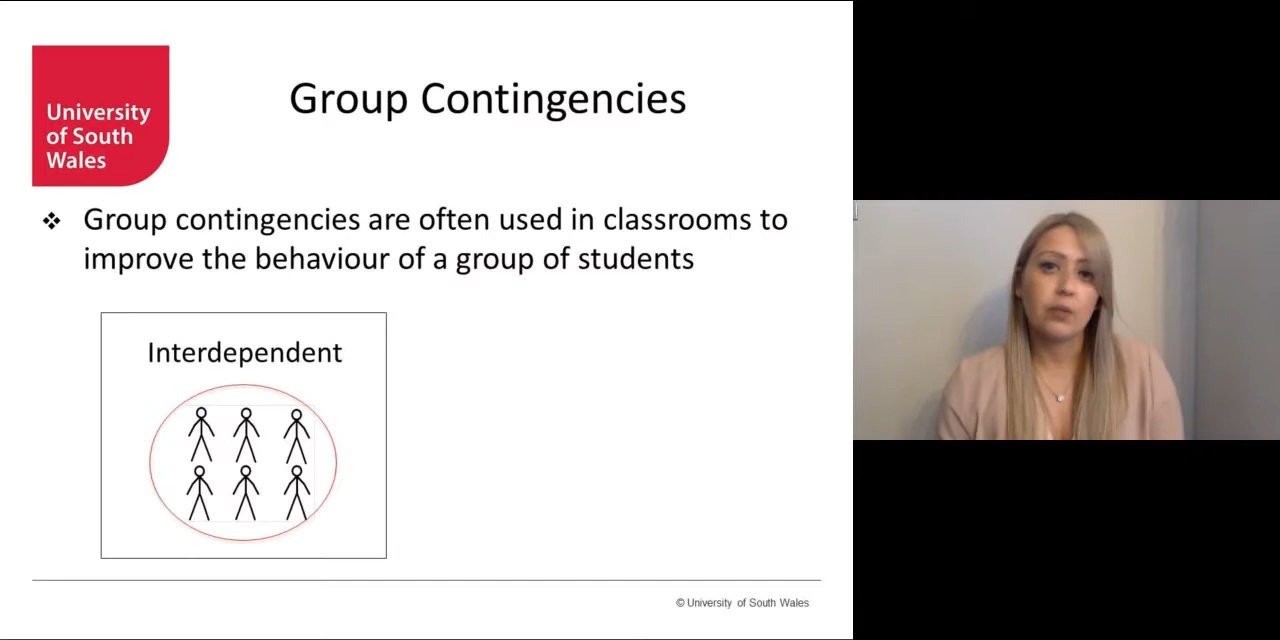 University
of South
Wales
Group Contingencies
❖ Group contingencies are often used in classrooms to
improve the behaviour of a group of students
Interdependent
© University of South Wales